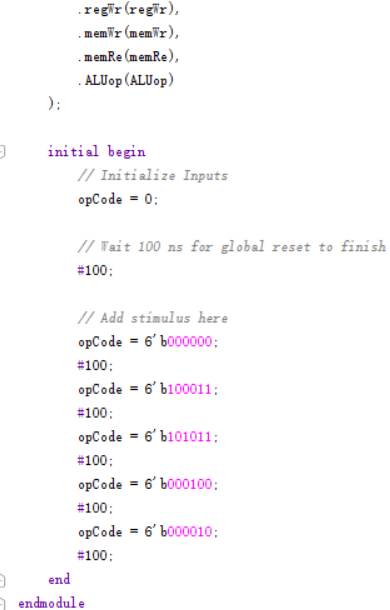 .regWr(regWr),
.memWr(memWr),
.memRe(memRe),
.ALUop(ALUop)
);
initial begin
// Initialize Inputs
opCode = 0;
// Wait 100 ns for global reset to finish
#100;
// Add stimulus here
opCode = 6'b000000;
#100;
opCode = 6'b100011;
#100;
opCode = 6'b101011;
#100;
opCode = 6'b000100;
#100;
opCode = 6'b000010;
#100;
end
endmodule